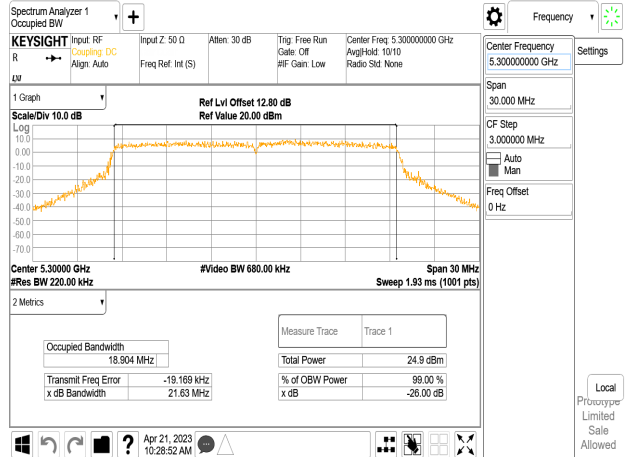 Spectrum Analyzer 1
Occupied BW
Frequency
KEYSIGHT Input: RF Input Z: 50 Ω Atten: 30 dB Trig: Free Run Center Freq: 5.300000000 GHz
R Coupling: DC Gate: Off Avg|Hold: 10/10
Align: Auto Freq Ref: Int (S) #IF Gain: Low Radio Std: None
LXI
Center Frequency
5.300000000 GHz
Settings
Span
30.000 MHz
CF Step
3.000000 MHz
Auto
Man
Freq Offset
0 Hz
1 Graph
Ref Lvl Offset 12.80 dB
Scale/Div 10.0 dB Ref Value 20.00 dBm
Log
10.0
0.00
-10.0
-20.0
-30.0
-40.0
-50.0
-60.0
-70.0
Center 5.30000 GHz #Video BW 680.00 kHz Span 30 MHz
#Res BW 220.00 kHz Sweep 1.93 ms (1001 pts)
2 Metrics
Measure Trace Trace 1
Occupied Bandwidth
18.904 MHz
Total Power 24.9 dBm
Transmit Freq Error -19.169 kHz % of OBW Power 99.00 %
x dB Bandwidth 21.63 MHz x dB -26.00 dB
Local
Prototype
Limited
Sale
Allowed
Apr 21, 2023
10:28:52 AM